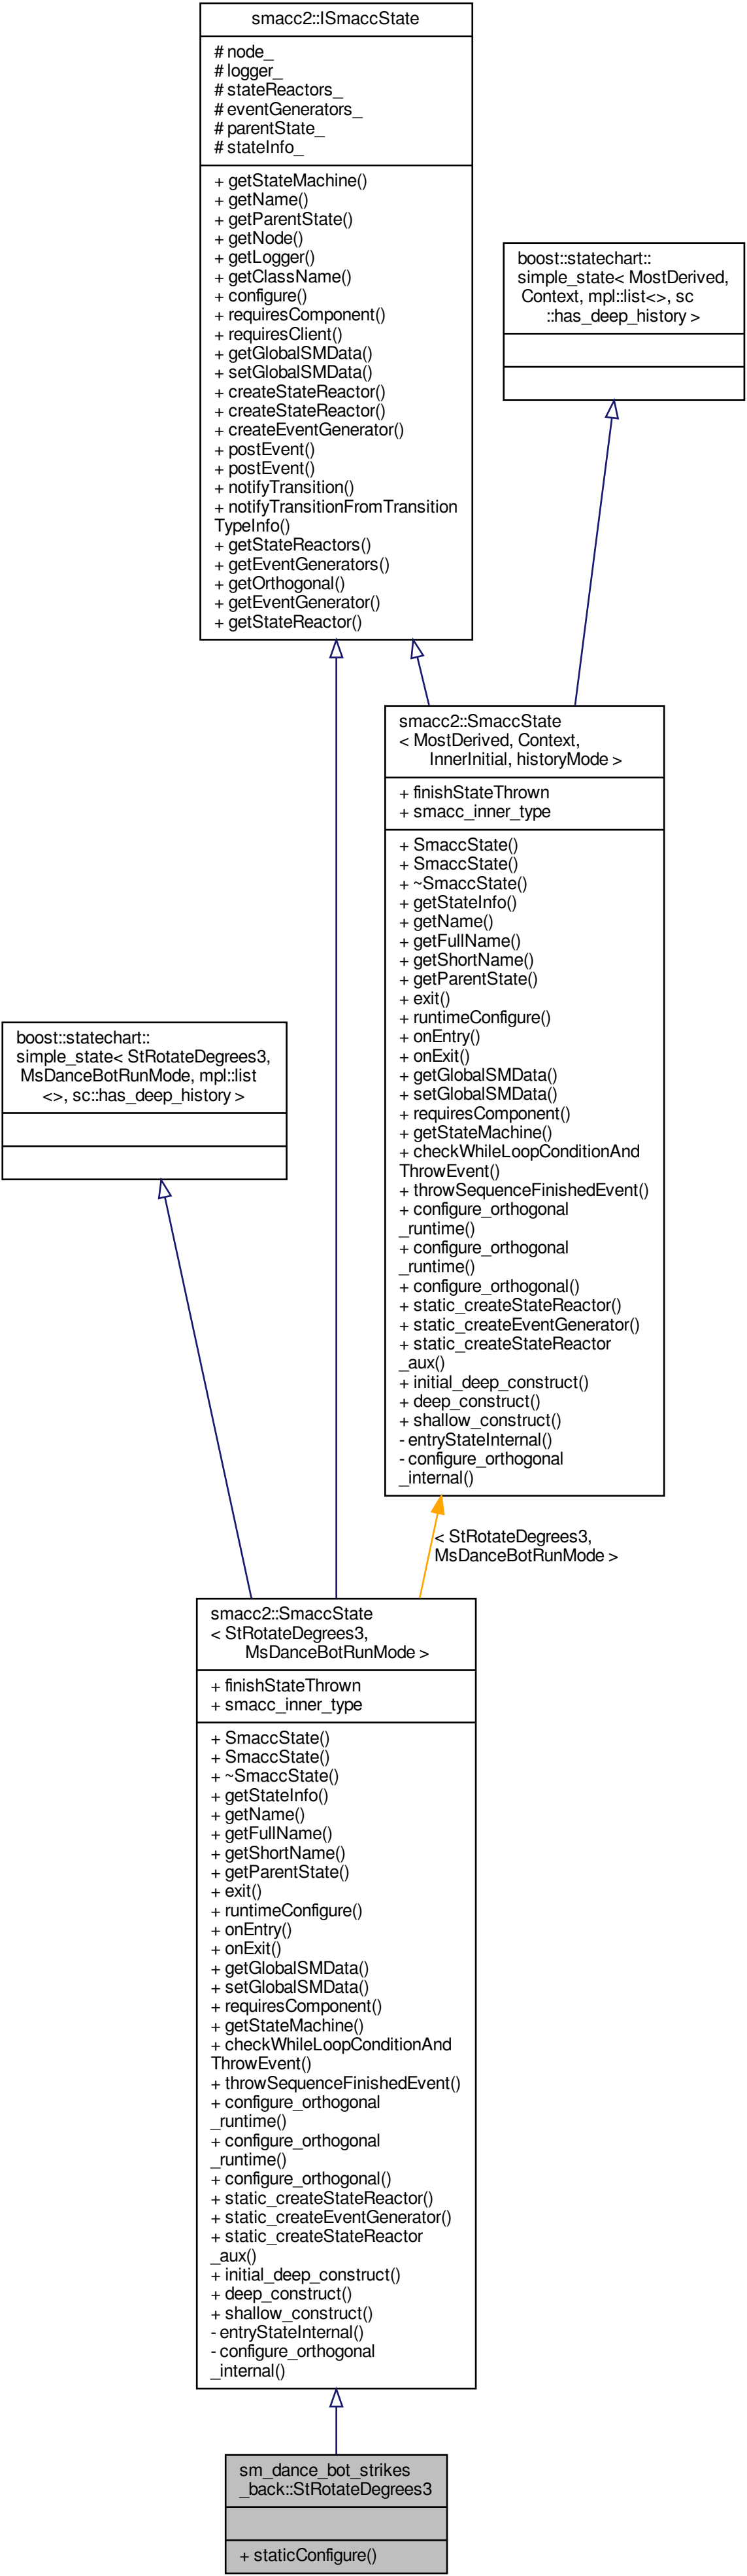 smacc2::ISmaccState
# node_
# logger_
# stateReactors_
# eventGenerators_
# parentState_
# stateInfo_
+ getStateMachine()
+ getName()
+ getParentState()
+ getNode()
+ getLogger()
+ getClassName()
+ configure()
+ requiresComponent()
+ requiresClient()
+ getGlobalSMData()
+ setGlobalSMData()
+ createStateReactor()
+ createStateReactor()
+ createEventGenerator()
+ postEvent()
+ postEvent()
+ notifyTransition()
+ notifyTransitionFromTransition
TypeInfo()
+ getStateReactors()
+ getEventGenerators()
+ getOrthogonal()
+ getEventGenerator()
+ getStateReactor()
boost::statechart::
simple_state< MostDerived,
Context, mpl::list<>, sc
::has_deep_history >
smacc2::SmaccState
< MostDerived, Context,
InnerInitial, historyMode >
+ finishStateThrown
+ smacc_inner_type
+ SmaccState()
+ SmaccState()
+ ~SmaccState()
+ getStateInfo()
+ getName()
+ getFullName()
+ getShortName()
+ getParentState()
+ exit()
+ runtimeConfigure()
+ onEntry()
+ onExit()
+ getGlobalSMData()
+ setGlobalSMData()
+ requiresComponent()
+ getStateMachine()
+ checkWhileLoopConditionAnd
ThrowEvent()
+ throwSequenceFinishedEvent()
+ configure_orthogonal
_runtime()
+ configure_orthogonal
_runtime()
+ configure_orthogonal()
+ static_createStateReactor()
+ static_createEventGenerator()
+ static_createStateReactor
_aux()
+ initial_deep_construct()
+ deep_construct()
+ shallow_construct()
- entryStateInternal()
- configure_orthogonal
_internal()
boost::statechart::
simple_state< StRotateDegrees3,
MsDanceBotRunMode, mpl::list
<>, sc::has_deep_history >
< StRotateDegrees3,
MsDanceBotRunMode >
smacc2::SmaccState
< StRotateDegrees3,
MsDanceBotRunMode >
+ finishStateThrown
+ smacc_inner_type
+ SmaccState()
+ SmaccState()
+ ~SmaccState()
+ getStateInfo()
+ getName()
+ getFullName()
+ getShortName()
+ getParentState()
+ exit()
+ runtimeConfigure()
+ onEntry()
+ onExit()
+ getGlobalSMData()
+ setGlobalSMData()
+ requiresComponent()
+ getStateMachine()
+ checkWhileLoopConditionAnd
ThrowEvent()
+ throwSequenceFinishedEvent()
+ configure_orthogonal
_runtime()
+ configure_orthogonal
_runtime()
+ configure_orthogonal()
+ static_createStateReactor()
+ static_createEventGenerator()
+ static_createStateReactor
_aux()
+ initial_deep_construct()
+ deep_construct()
+ shallow_construct()
- entryStateInternal()
- configure_orthogonal
_internal()
sm_dance_bot_strikes
_back::StRotateDegrees3
+ staticConfigure()